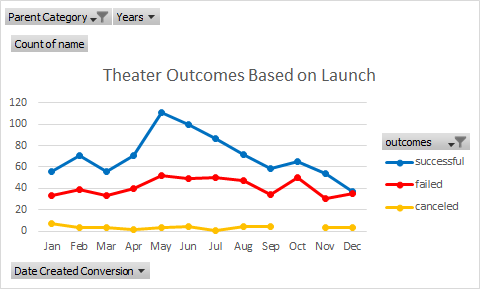 Parent Category Years
Count of name
Theater Outcomes Based on Launch
120
100
80
60
40
20
0
Jan Feb Mar Apr May Jun Jul Aug Sep Oct Nov Dec
outcomes
successful
failed
canceled
Date Created Conversion